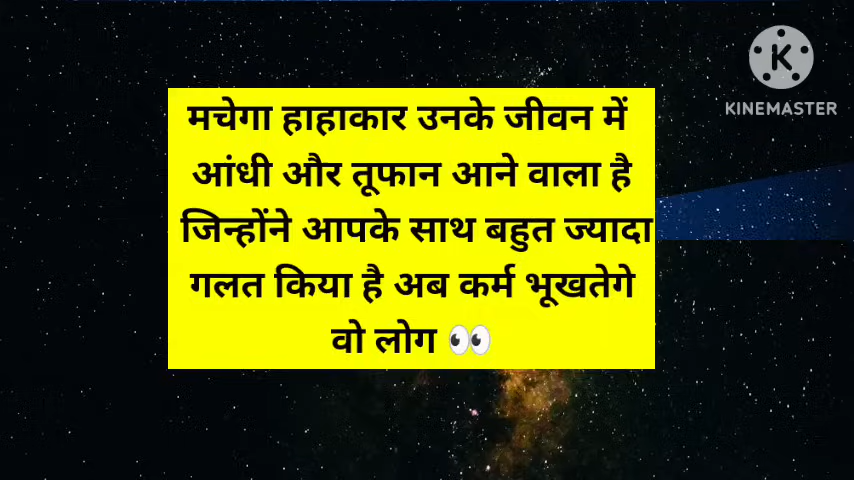 मचेगा हाहाकार उनके जीवन में
आंधी और तूफान आने वाला है
जिन्होंने आपके साथ बहुत ज्यादा
गलत किया है अब कर्म भूखतेगे
वो लोग 👀
K
KINEMASTER